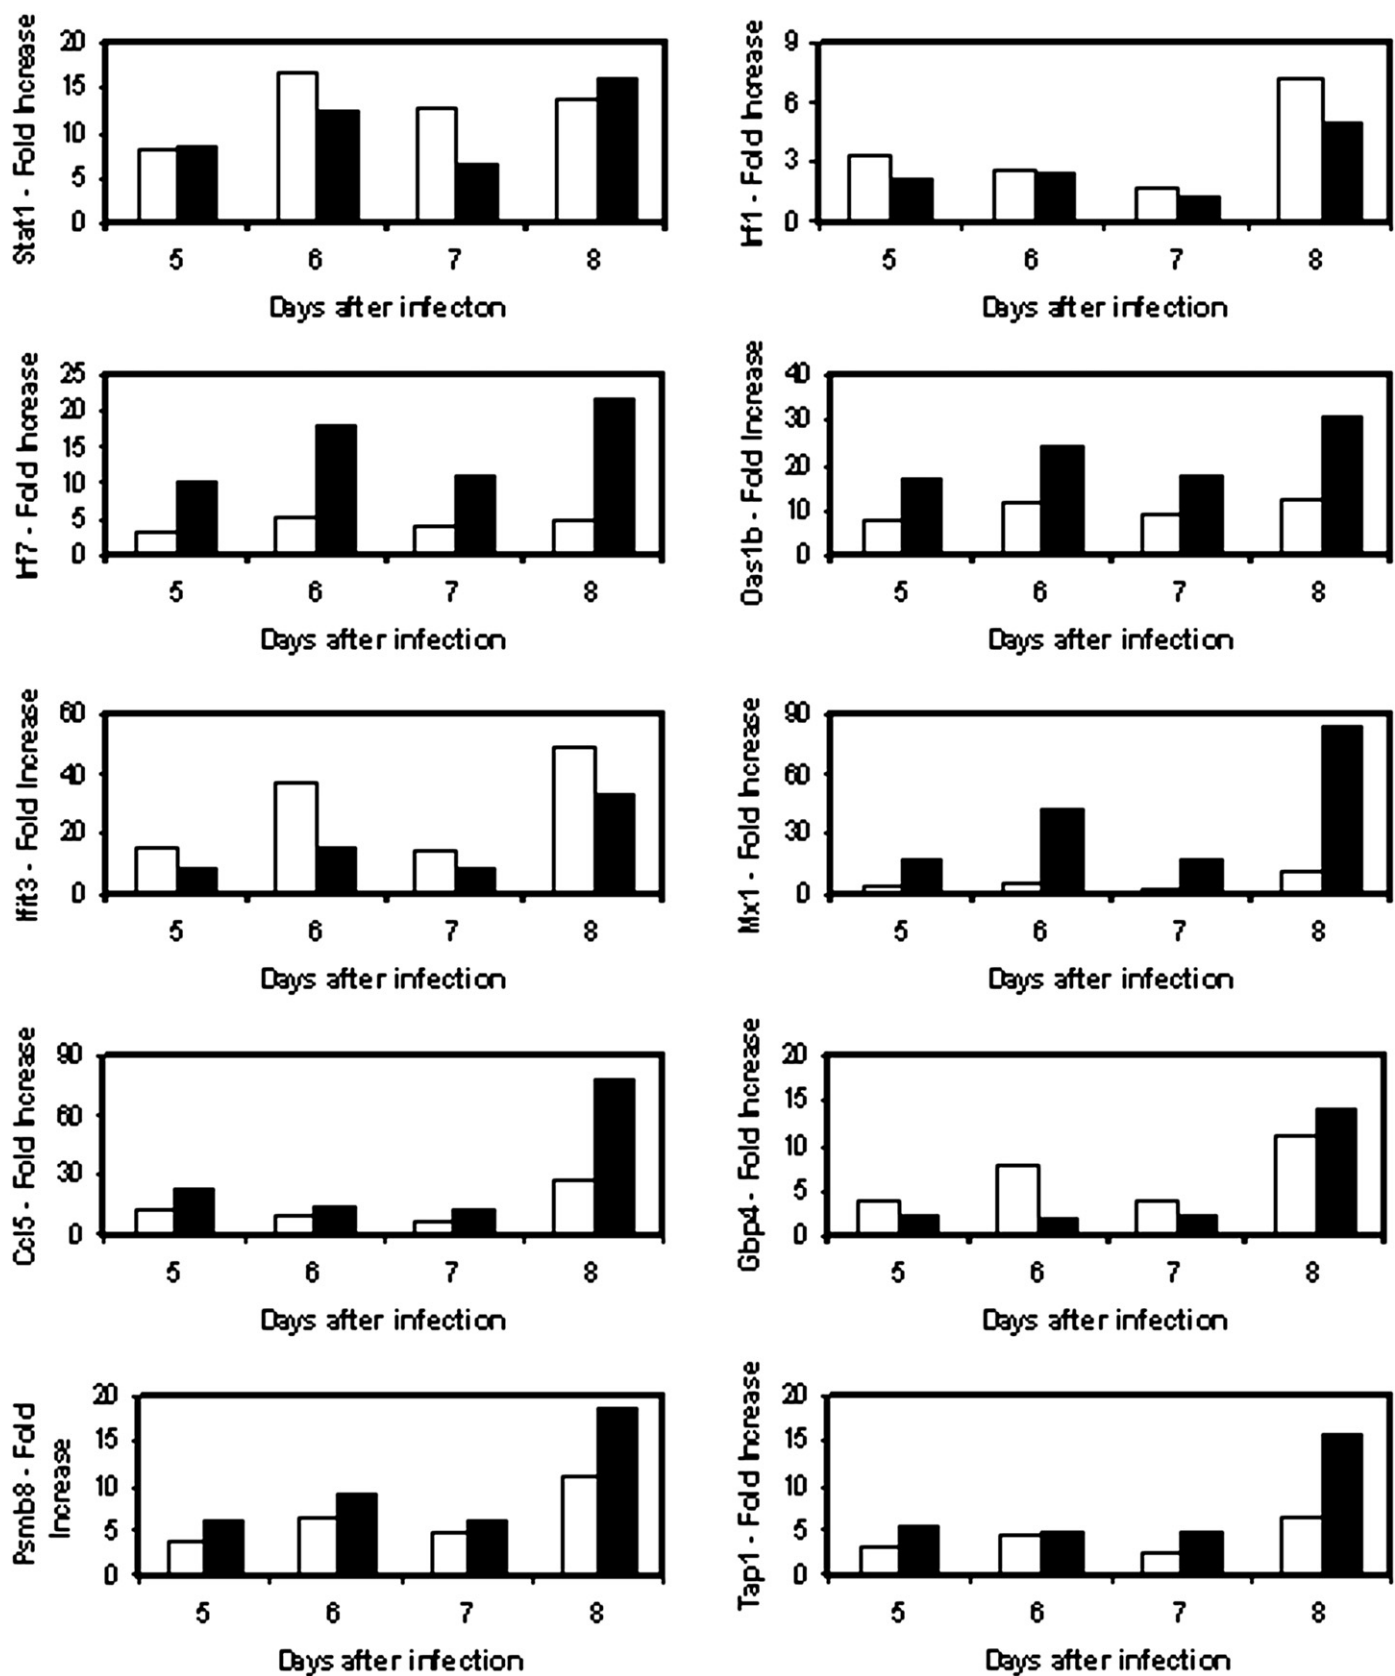 Stat1 - Fold Increase
20
15
10
5
0
5 6 7 8
Days after infecton
Irf1 - Fold Increase
9
6
3
0
5 6 7 8
Days after infection
Irf7 - Fold Increase
25
20
15
10
5
0
5 6 7 8
Days after infection
Oas1b - Fold Increase
40
30
20
10
0
5 6 7 8
Days after infection
Ifit3 - Fold Increase
60
40
20
0
5 6 7 8
Days after infection
Mx1 - Fold Increase
90
60
30
0
5 6 7 8
Days after infection
Ccl5 - Fold Increase
90
60
30
0
5 6 7 8
Days after infection
Gbp4 - Fold Increase
20
15
10
5
0
5 6 7 8
Days after infection
Psmb8 - Fold
Increase
20
15
10
5
0
5 6 7 8
Days after infection
Tap1 - Fold Increase
20
15
10
5
0
5 6 7 8
Days after infection